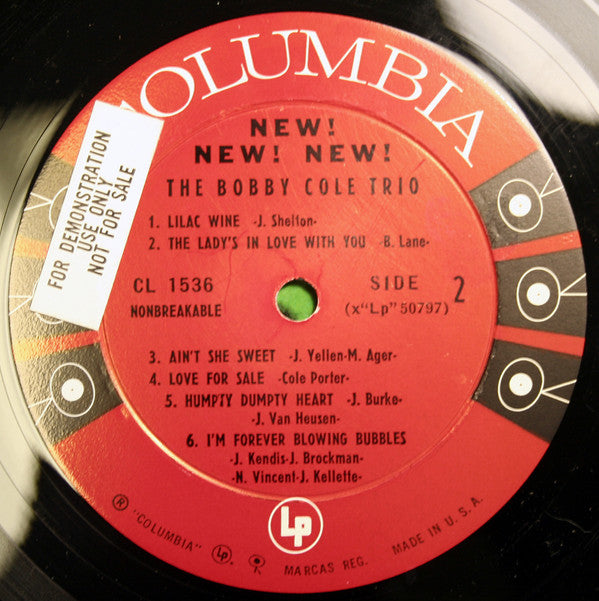 COLUMBIA
FOR DEMONSTRATION
USE ONLY
NOT FOR SALE
NEW!
NEW! NEW!
THE BOBBY COLE TRIO
1. LILAC WINE -J. Shelton-
2. THE LADY'S IN LOVE WITH YOU -B. Lane-
CL 1536 SIDE 2
NONBREAKABLE (x"Lp" 50797)
3. AIN'T SHE SWEET -J. Yellen-M. Ager-
4. LOVE FOR SALE -Cole Porter-
5. HUMPTY DUMPTY HEART -J. Burke-
-J. Van Heusen-
6. I'M FOREVER BLOWING BUBBLES
-J. Kendis-J. Brockman-
-N. Vincent-J. Kellette-
Lp
® "COLUMBIA" Lp. MARCAS REG. MADE IN U.S.A.